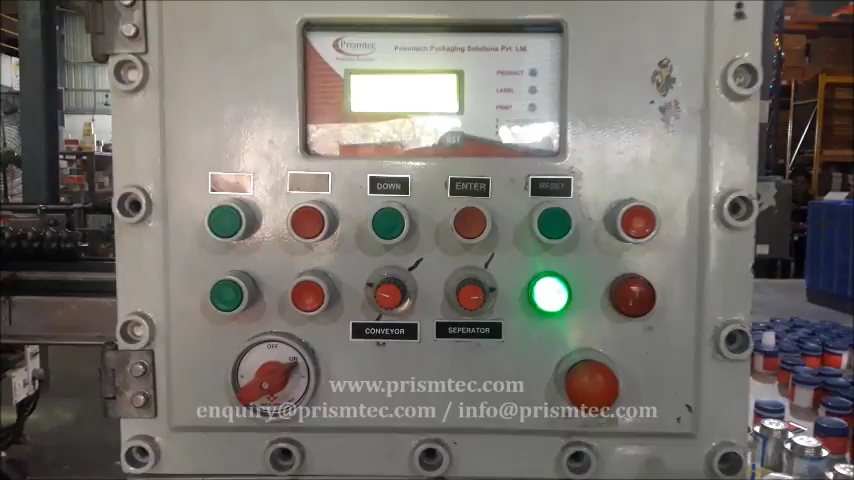 Prismtec
Prismtech Packaging Solutions Pvt. Ltd.
PRODUCT
LABEL
PRINT
DOWN
ENTER
RESET
CONVEYOR
SEPERATOR
OFF
ON
www.prismtec.com
enquiry@prismtec.com / info@prismtec.com